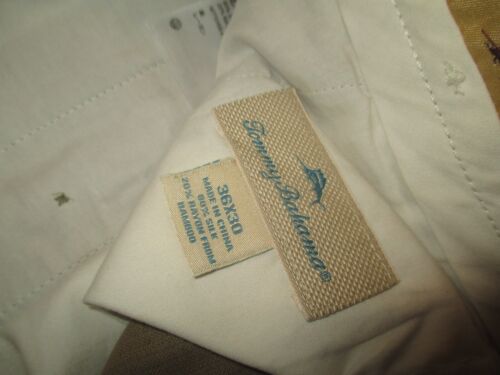 Tommy Bahama®
36X30
MADE IN CHINA
80% SILK
20% RAYON FROM
BAMBOO